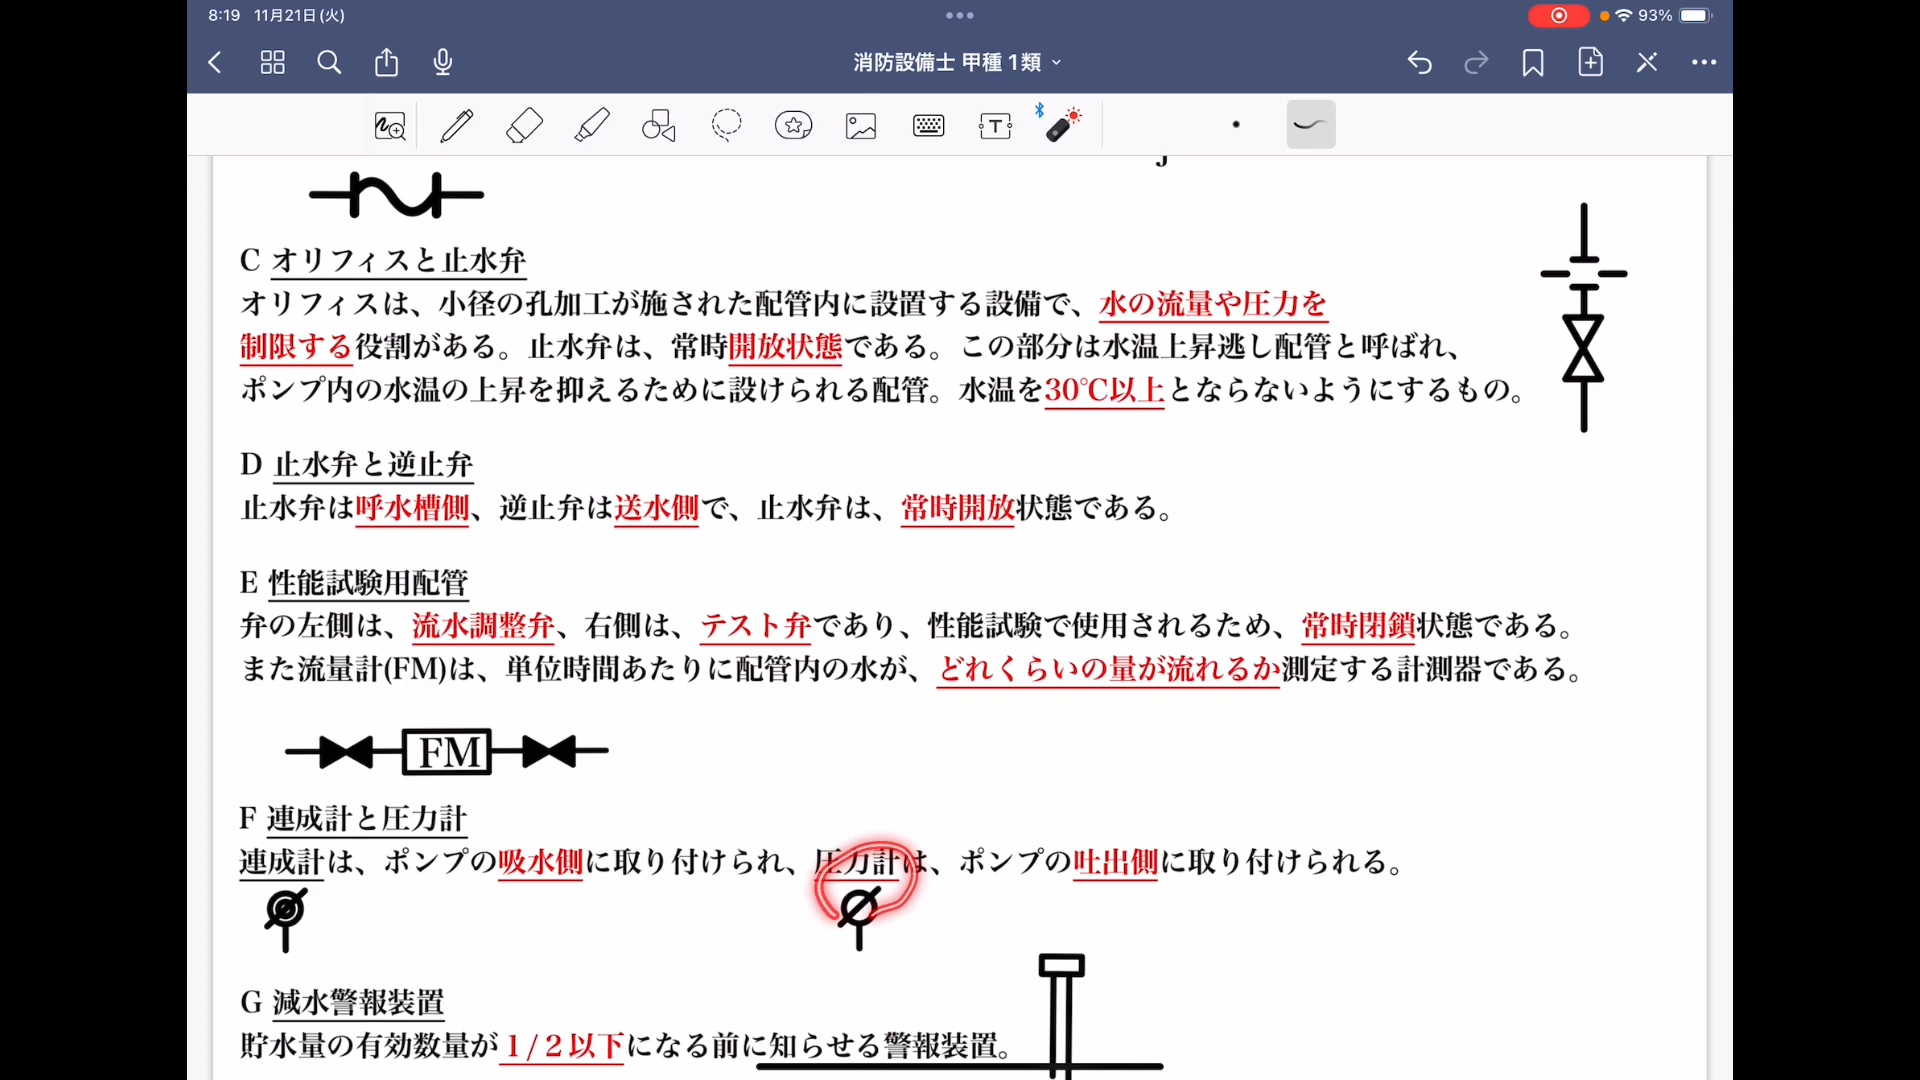 8:19 11月21日(火)
93%
消防設備士 甲種 1類
C オリフィスと止水弁
オリフィスは、小径の孔加工が施された配管内に設置する設備で、水の流量や圧力を
制限する役割がある。止水弁は、常時開放状態である。この部分は水温上昇逃し配管と呼ばれ、
ポンプ内の水温の上昇を抑えるために設けられる配管。水温を30℃以上とならないようにするもの。
D 止水弁と逆止弁
止水弁は呼水槽側、逆止弁は送水側で、止水弁は、常時開放状態である。
E 性能試験用配管
弁の左側は、流水調整弁、右側は、テスト弁であり、性能試験で使用されるため、常時閉鎖状態である。
また流量計(FM)は、単位時間あたりに配管内の水が、どれくらいの量が流れるか測定する計測器である。
FM
F 連成計と圧力計
連成計は、ポンプの吸水側に取り付けられ、圧力計は、ポンプの吐出側に取り付けられる。
G 減水警報装置
貯水量の有効数量が1/2以下になる前に知らせる警報装置。